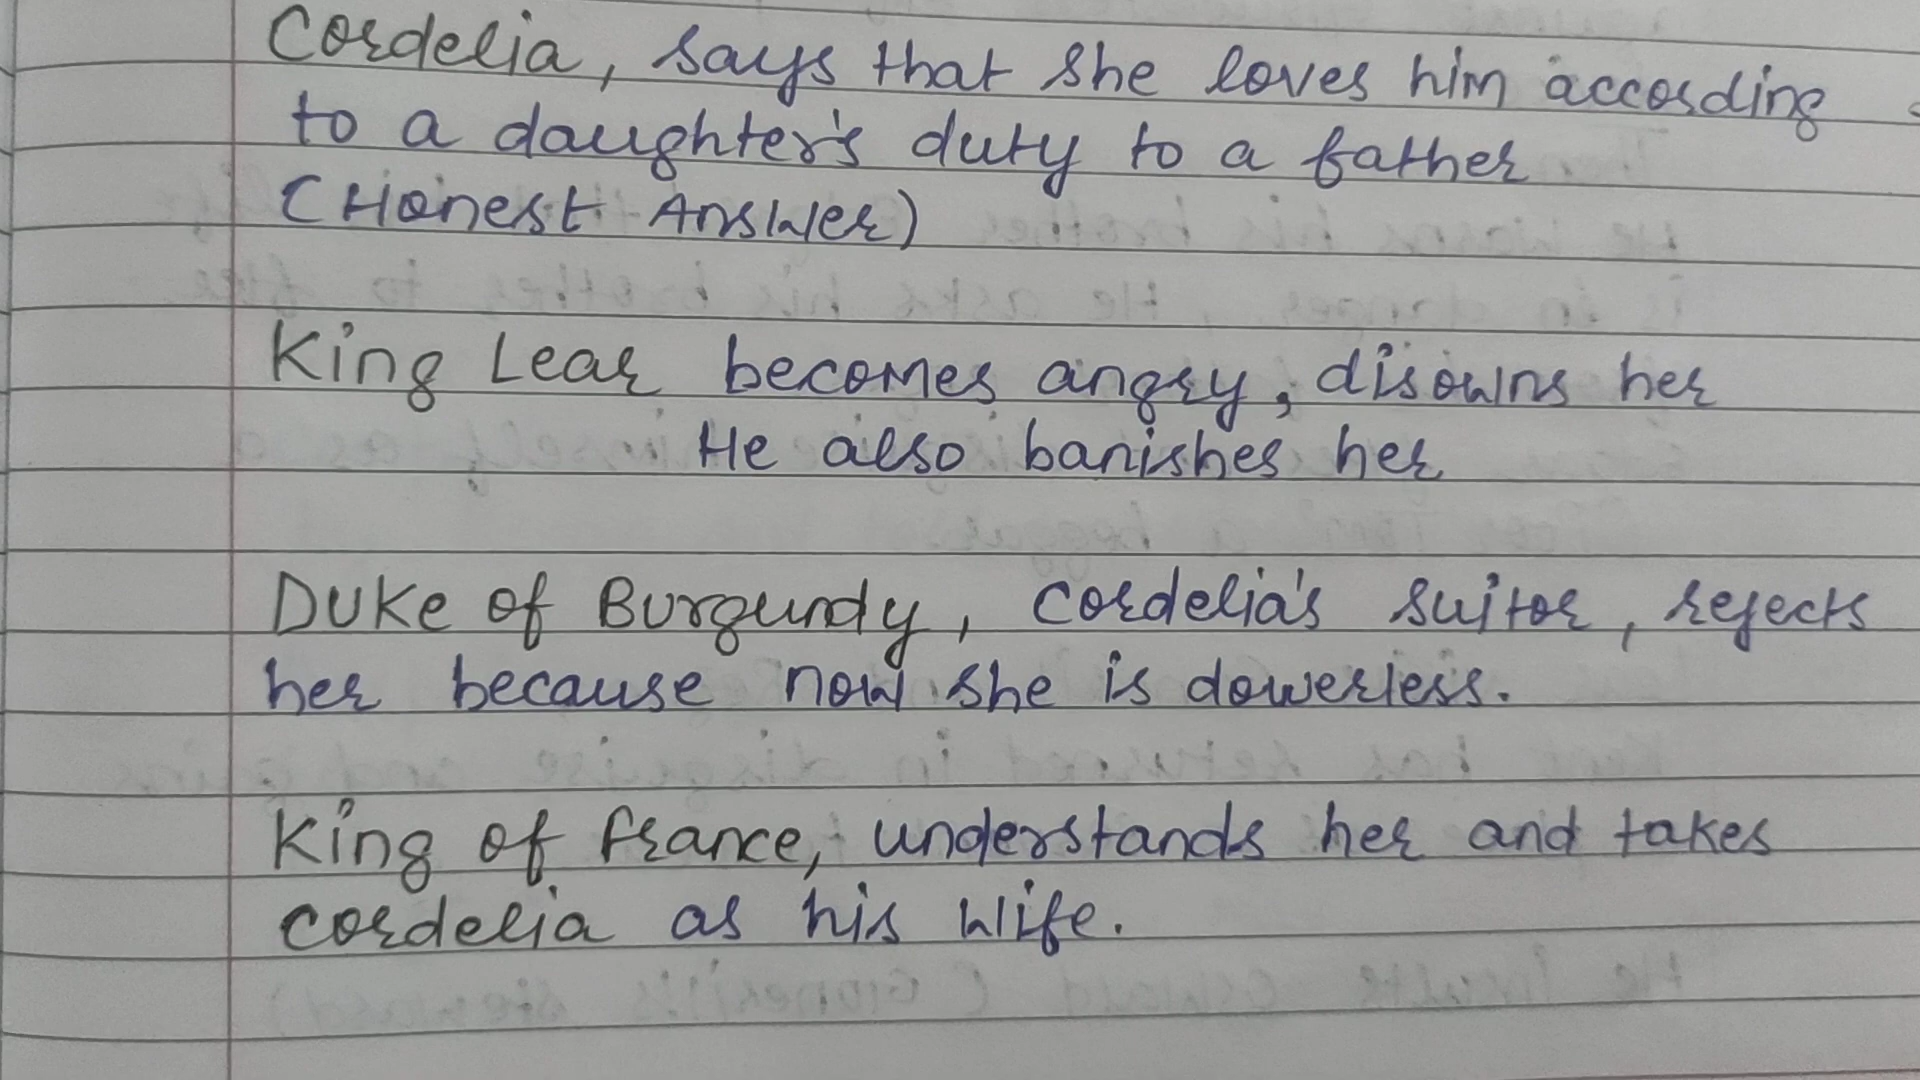 Cordelia, says that she loves him according
to a daughter's duty to a father
(Honest Answer)
King Lear becomes angry, disowns her
He also banishes her
Duke of Burgundy, Cordelia's suitor, rejects
her because now she is dowerless.
King of france, understands her and takes
Cordelia as his wife.